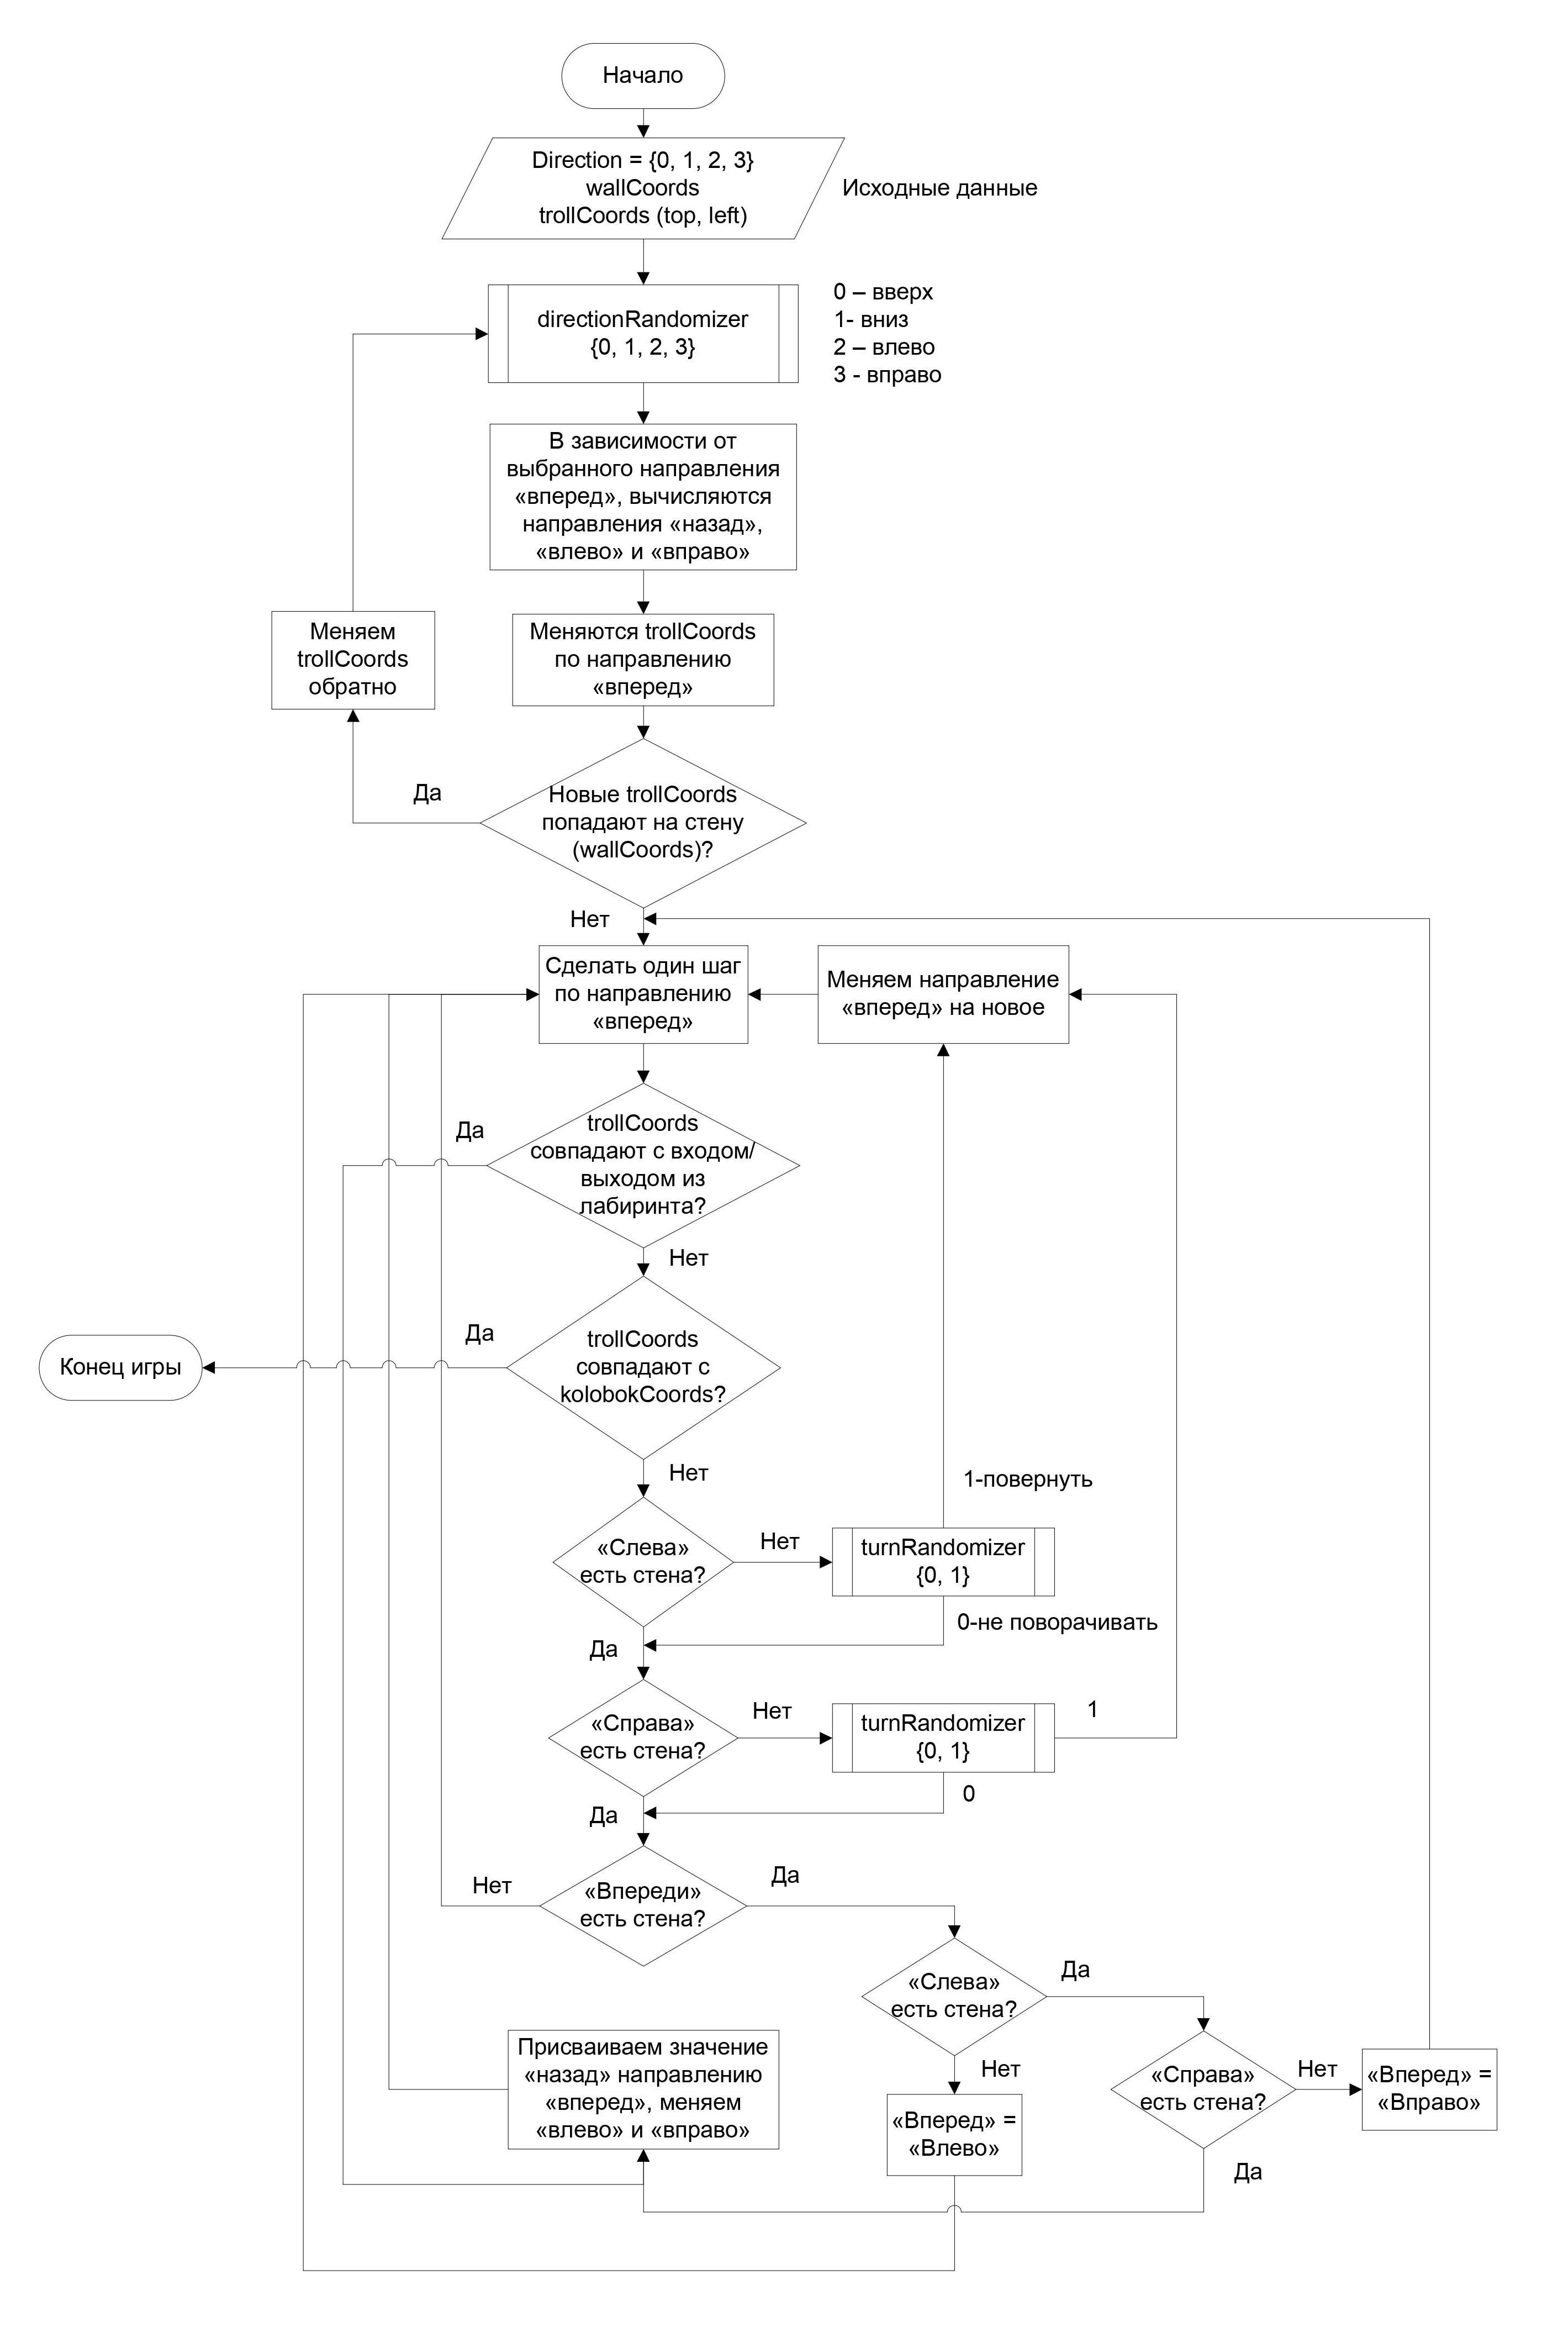 Начало
Direction = {0, 1, 2, 3}
wallCoords
trollCoords (top, left)
Исходные данные
directionRandomizer
{0, 1, 2, 3}
0 – вверх
1- вниз
2 – влево
3 - вправо
В зависимости от
выбранного направления
«вперед», вычисляются
направления «назад»,
«влево» и «вправо»
Меняем
trollCoords
обратно
Меняются trollCoords
по направлению
«вперед»
Да
Новые trollCoords
попадают на стену
(wallCoords)?
Нет
Сделать один шаг
по направлению
«вперед»
Меняем направление
«вперед» на новое
Да
trollCoords
совпадают с входом/
выходом из
лабиринта?
Нет
Да
trollCoords
совпадают с
kolobokCoords?
Конец игры
Нет
1-повернуть
«Слева»
есть стена?
Нет
turnRandomizer
{0, 1}
0-не поворачивать
Да
«Справа»
есть стена?
Нет
turnRandomizer
{0, 1}
1
0
Да
«Впереди»
есть стена?
Нет
Да
«Слева»
есть стена?
Да
Нет
«Справа»
есть стена?
Нет
«Вперед» =
«Вправо»
Присваиваем значение
«назад» направлению
«вперед», меняем
«влево» и «вправо»
«Вперед» =
«Влево»
Да